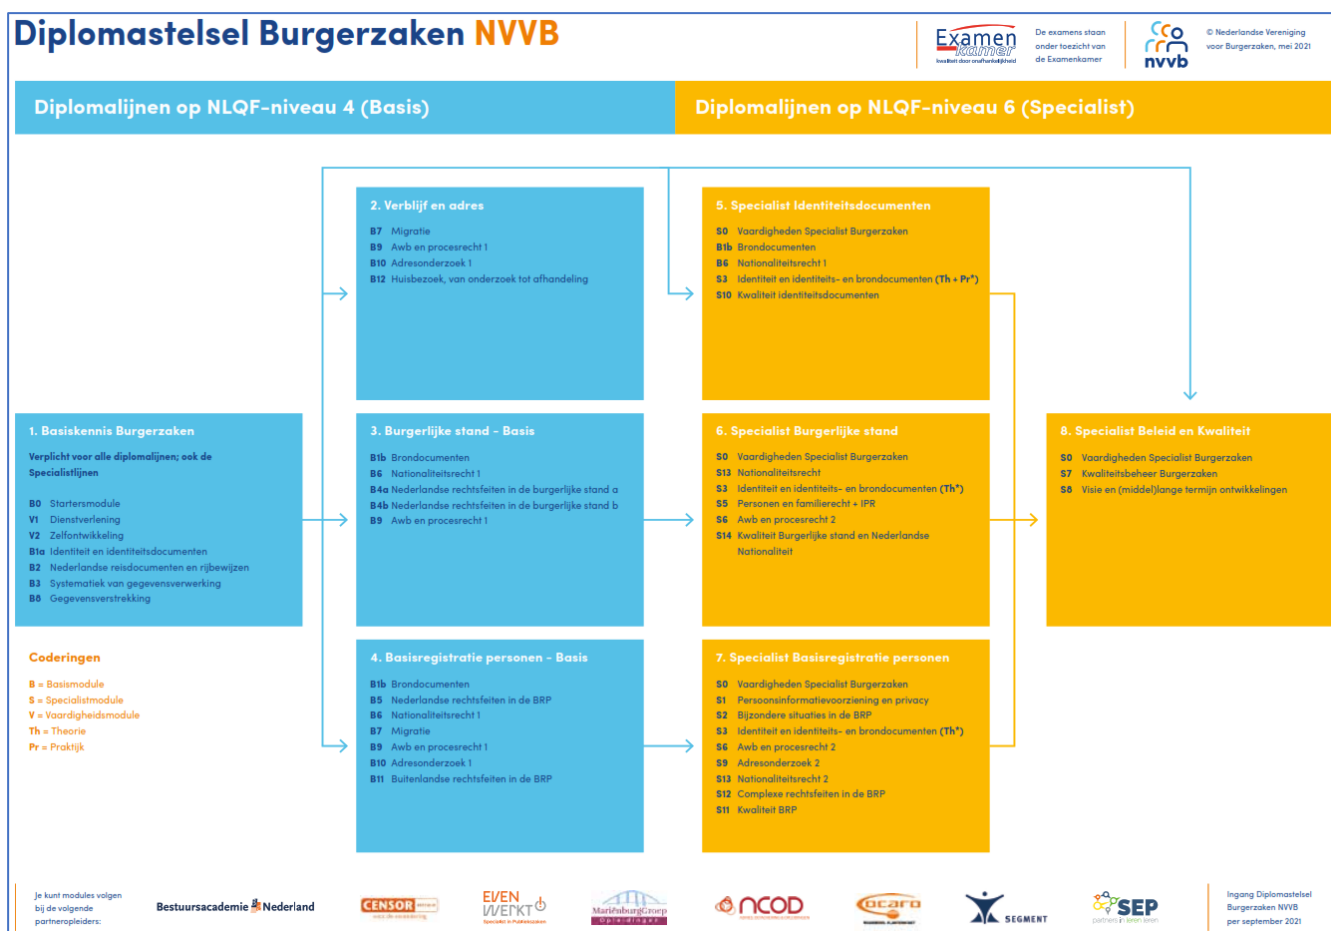 Diplomastelsel Burgerzaken NVVB
Examen
kamer
kwaliteit door onafhankelijkheid
De examens staan
onder toezicht van
de Examenkamer
nvvb
© Nederlandse Vereniging
voor Burgerzaken, mei 2021
Diplomalijnen op NLQF-niveau 4 (Basis)
Diplomalijnen op NLQF-niveau 6 (Specialist)
1. Basiskennis Burgerzaken
Verplicht voor alle diplomalijnen; ook de
Specialistlijnen
B0 Startersmodule
V1 Dienstverlening
V2 Zelfontwikkeling
B1a Identiteit en identiteitsdocumenten
B2 Nederlandse reisdocumenten en rijbewijzen
B3 Systematiek van gegevensverwerking
B8 Gegevensverstrekking
Coderingen
B = Basismodule
S = Specialistmodule
V = Vaardigheidsmodule
Th = Theorie
Pr = Praktijk
2. Verblijf en adres
B7 Migratie
B9 Awb en procesrecht 1
B10 Adresonderzoek 1
B12 Huisbezoek, van onderzoek tot afhandeling
3. Burgerlijke stand - Basis
B1b Brondocumenten
B6 Nationaliteitsrecht 1
B4a Nederlandse rechtsfeiten in de burgerlijke stand a
B4b Nederlandse rechtsfeiten in de burgerlijke stand b
B9 Awb en procesrecht 1
4. Basisregistratie personen - Basis
B1b Brondocumenten
B5 Nederlandse rechtsfeiten in de BRP
B6 Nationaliteitsrecht 1
B7 Migratie
B9 Awb en procesrecht 1
B10 Adresonderzoek 1
B11 Buitenlandse rechtsfeiten in de BRP
5. Specialist Identiteitsdocumenten
S0 Vaardigheden Specialist Burgerzaken
B1b Brondocumenten
B6 Nationaliteitsrecht 1
S3 Identiteit en identiteits- en brondocumenten (Th + Pr*)
S10 Kwaliteit identiteitsdocumenten
6. Specialist Burgerlijke stand
S0 Vaardigheden Specialist Burgerzaken
S13 Nationaliteitsrecht
S3 Identiteit en identiteits- en brondocumenten (Th*)
S5 Personen en familierecht + IPR
S6 Awb en procesrecht 2
S14 Kwaliteit Burgerlijke stand en Nederlandse
Nationaliteit
7. Specialist Basisregistratie personen
S0 Vaardigheden Specialist Burgerzaken
S1 Persoonsinformatievoorziening en privacy
S2 Bijzondere situaties in de BRP
S3 Identiteit en identiteits- en brondocumenten (Th*)
S6 Awb en procesrecht 2
S9 Adresonderzoek 2
S13 Nationaliteitsrecht 2
S12 Complexe rechtsfeiten in de BRP
S11 Kwaliteit BRP
8. Specialist Beleid en Kwaliteit
S0 Vaardigheden Specialist Burgerzaken
S7 Kwaliteitsbeheer Burgerzaken
S8 Visie en (middel)lange termijn ontwikkelingen
Je kunt modules volgen
bij de volgende
partneropleiders:
Bestuursacademie Nederland
CENSOR
EVEN
WERKT
Specialist in Publiekszaken
MariënburgGroep
Opleidingen
NCOD
ocaro
SEGMENT
SEP
partners in leren leren
Ingang Diplomastelsel
Burgerzaken NVVB
per september 2021